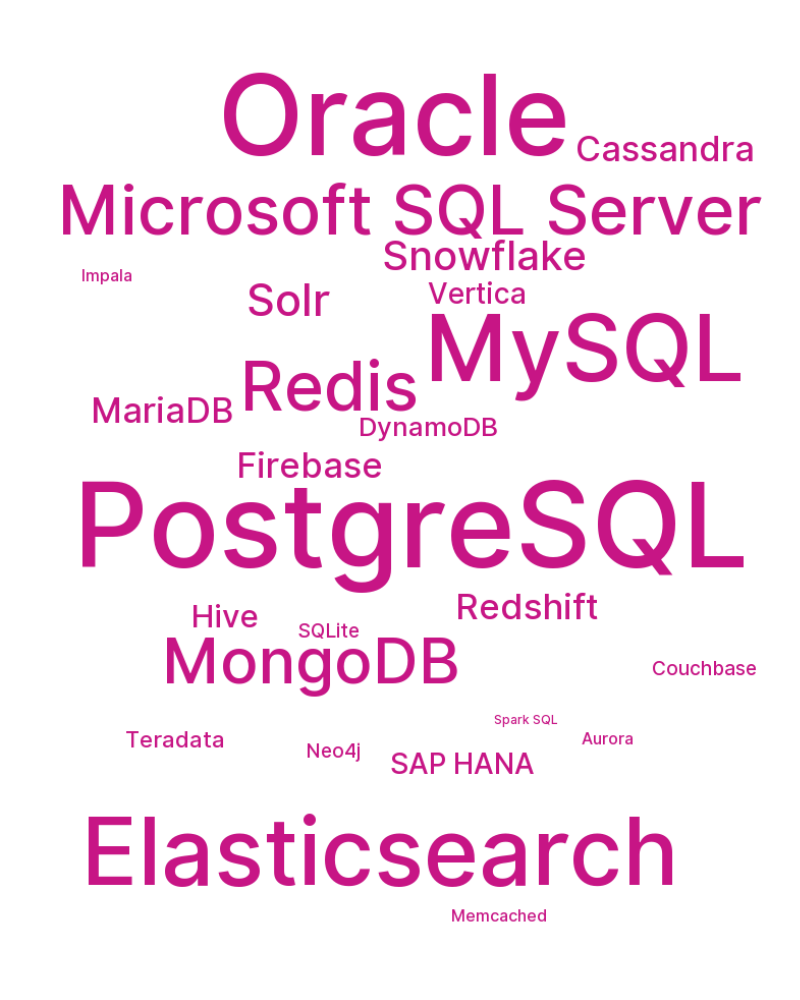 Oracle
Cassandra
Microsoft SQL Server
Snowflake
Impala
Solr
Vertica
MySQL
Redis
MariaDB
DynamoDB
Firebase
PostgreSQL
Redshift
Hive
SQLite
MongoDB
Couchbase
Spark SQL
Teradata
Aurora
Neo4j
SAP HANA
Elasticsearch
Memcached